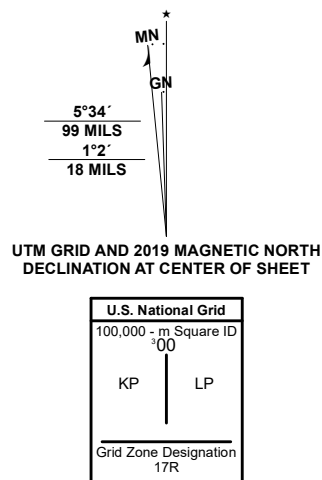 ★
MN
GN
5°34´
99 MILS
1°2´
18 MILS
UTM GRID AND 2019 MAGNETIC NORTH
DECLINATION AT CENTER OF SHEET
U.S. National Grid
100,000 - m Square ID
³00
KP LP
Grid Zone Designation
17R